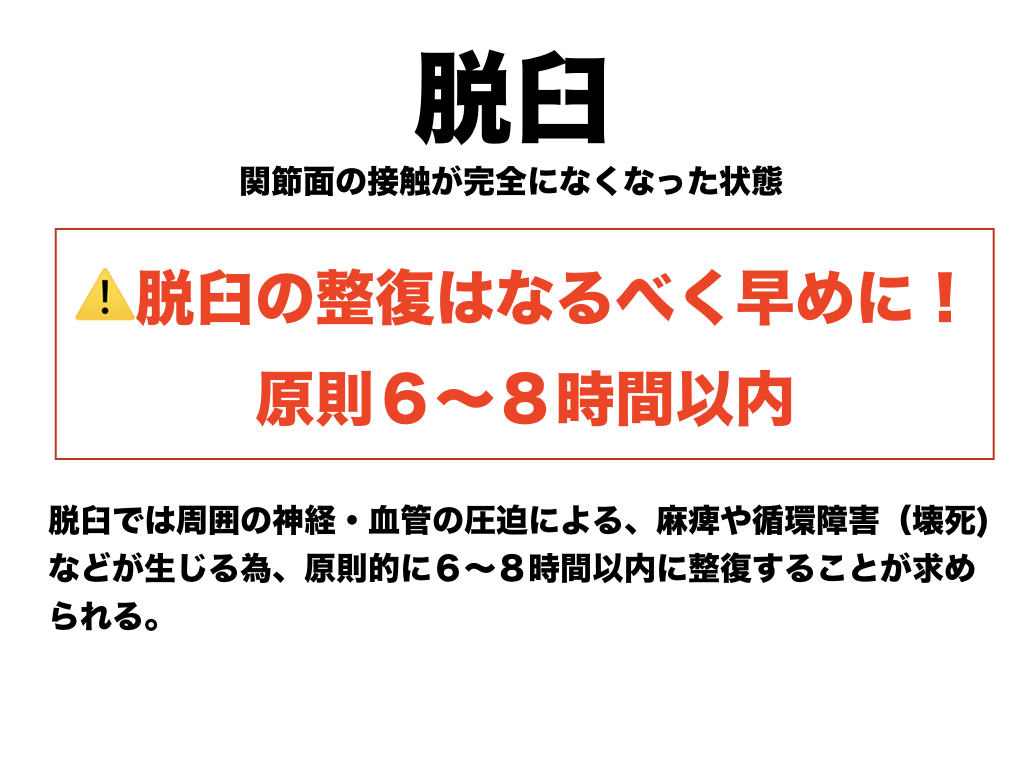 脱臼
関節面の接触が完全になくなった状態
⚠️脱臼の整復はなるべく早めに！
原則６〜８時間以内
脱臼では周囲の神経・血管の圧迫による、麻痺や循環障害（壊死)
などが生じる為、原則的に６〜８時間以内に整復することが求め
られる。